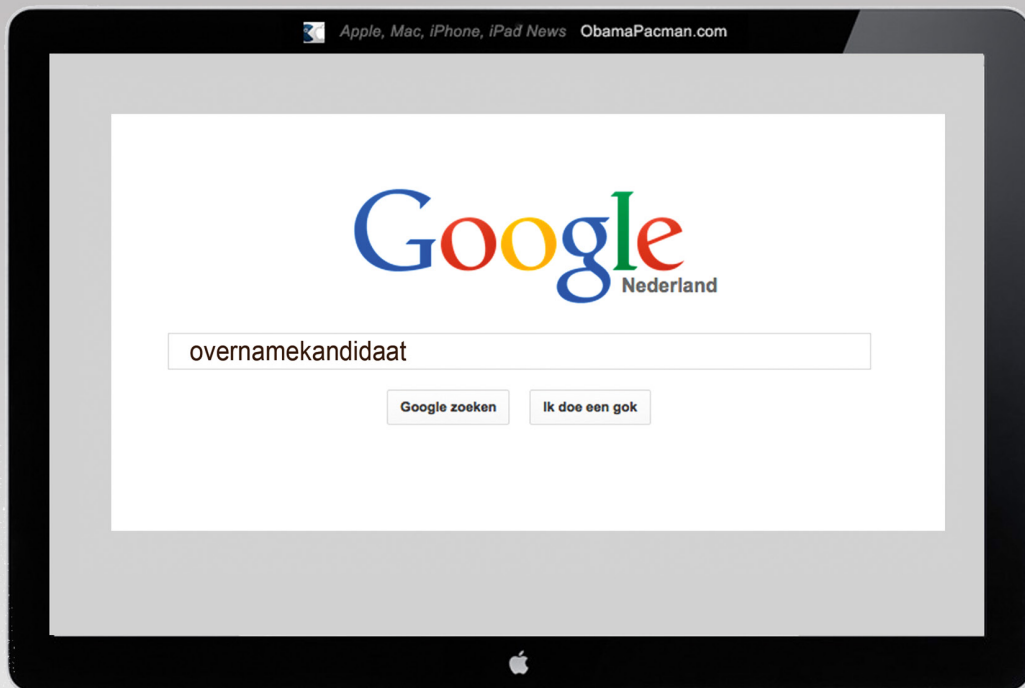 Apple, Mac, iPhone, iPad News ObamaPacman.com
Google
Nederland
overnamekandidaat
Google zoeken Ik doe een gok